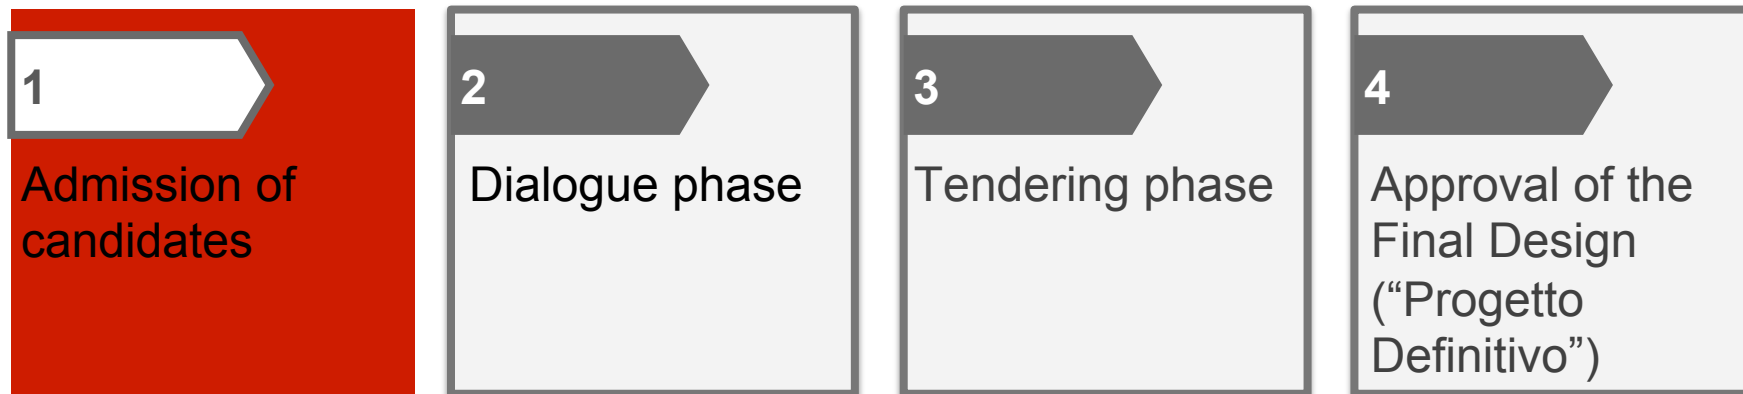 1
Admission of
candidates
2
Dialogue phase
3
Tendering phase
4
Approval of the
Final Design
(“Progetto
Definitivo”)